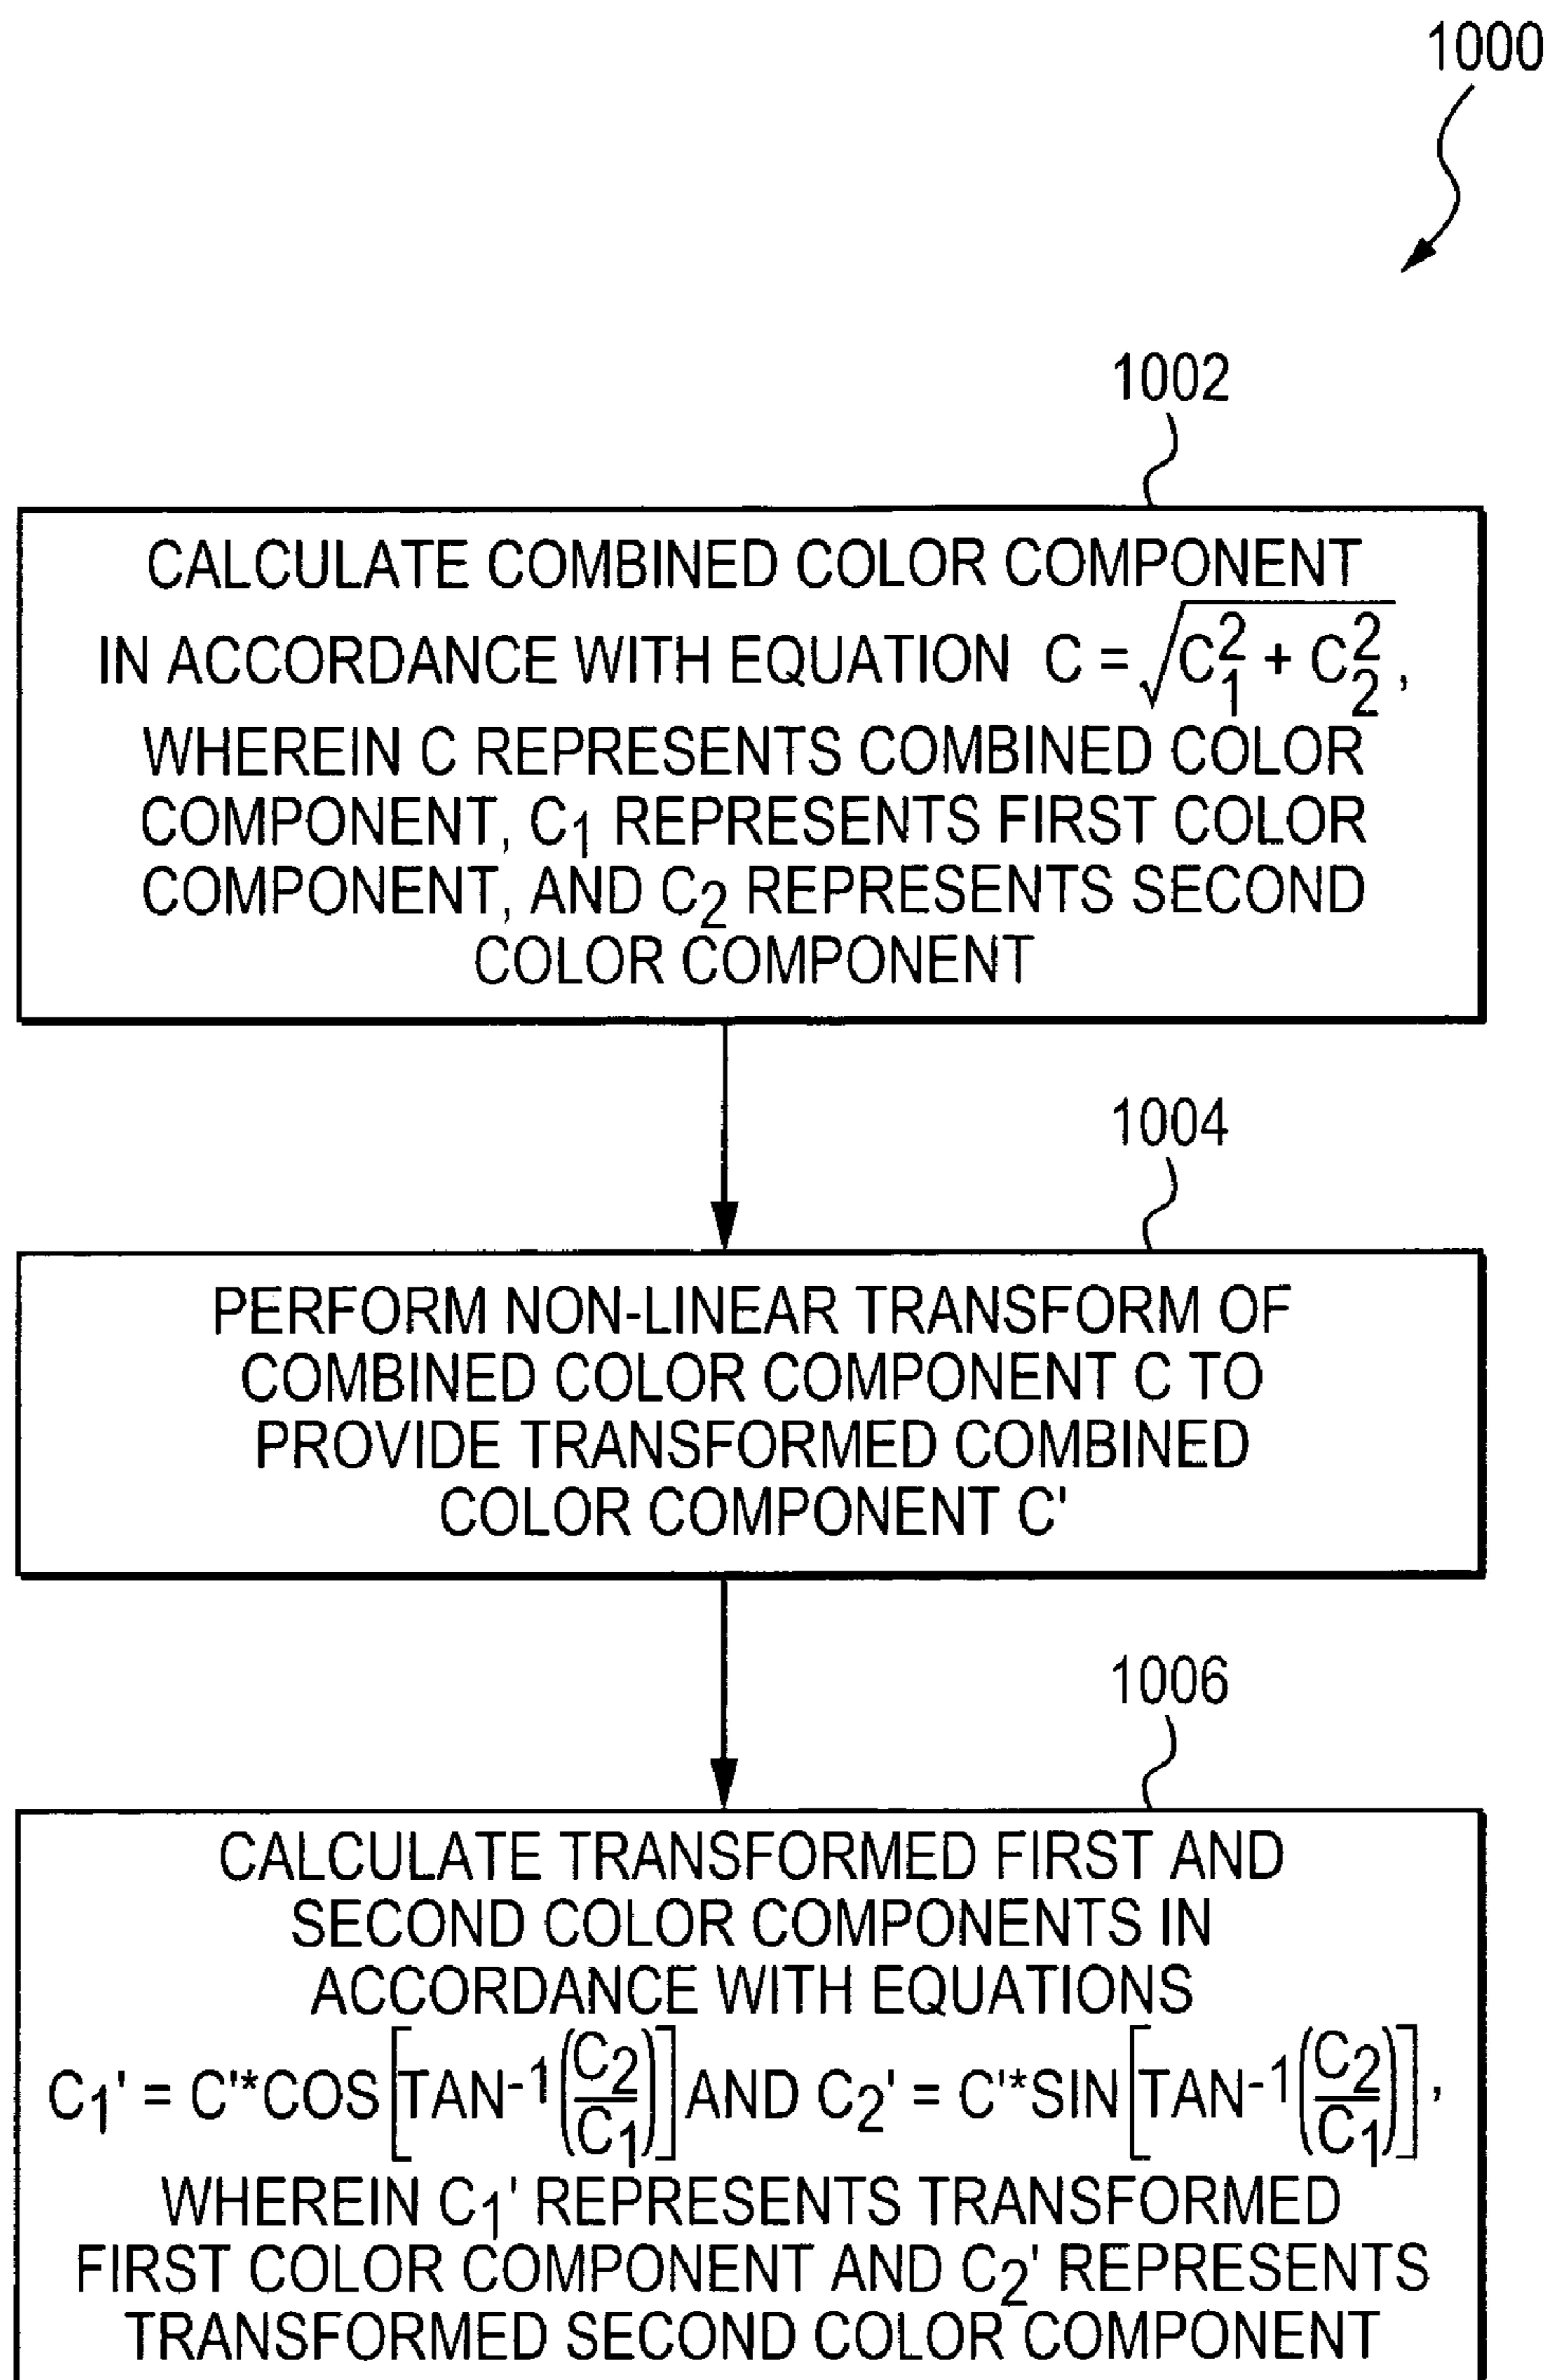 1000
1002
CALCULATE COMBINED COLOR COMPONENT
IN ACCORDANCE WITH EQUATION C = √(C₁² + C₂²),
WHEREIN C REPRESENTS COMBINED COLOR
COMPONENT, C₁ REPRESENTS FIRST COLOR
COMPONENT, AND C₂ REPRESENTS SECOND
COLOR COMPONENT
1004
PERFORM NON-LINEAR TRANSFORM OF
COMBINED COLOR COMPONENT C TO
PROVIDE TRANSFORMED COMBINED
COLOR COMPONENT C'
1006
CALCULATE TRANSFORMED FIRST AND
SECOND COLOR COMPONENTS IN
ACCORDANCE WITH EQUATIONS
C₁' = C'*COS[TAN⁻¹(C₂/C₁)] AND C₂' = C'*SIN[TAN⁻¹(C₂/C₁)],
WHEREIN C₁' REPRESENTS TRANSFORMED
FIRST COLOR COMPONENT AND C₂' REPRESENTS
TRANSFORMED SECOND COLOR COMPONENT